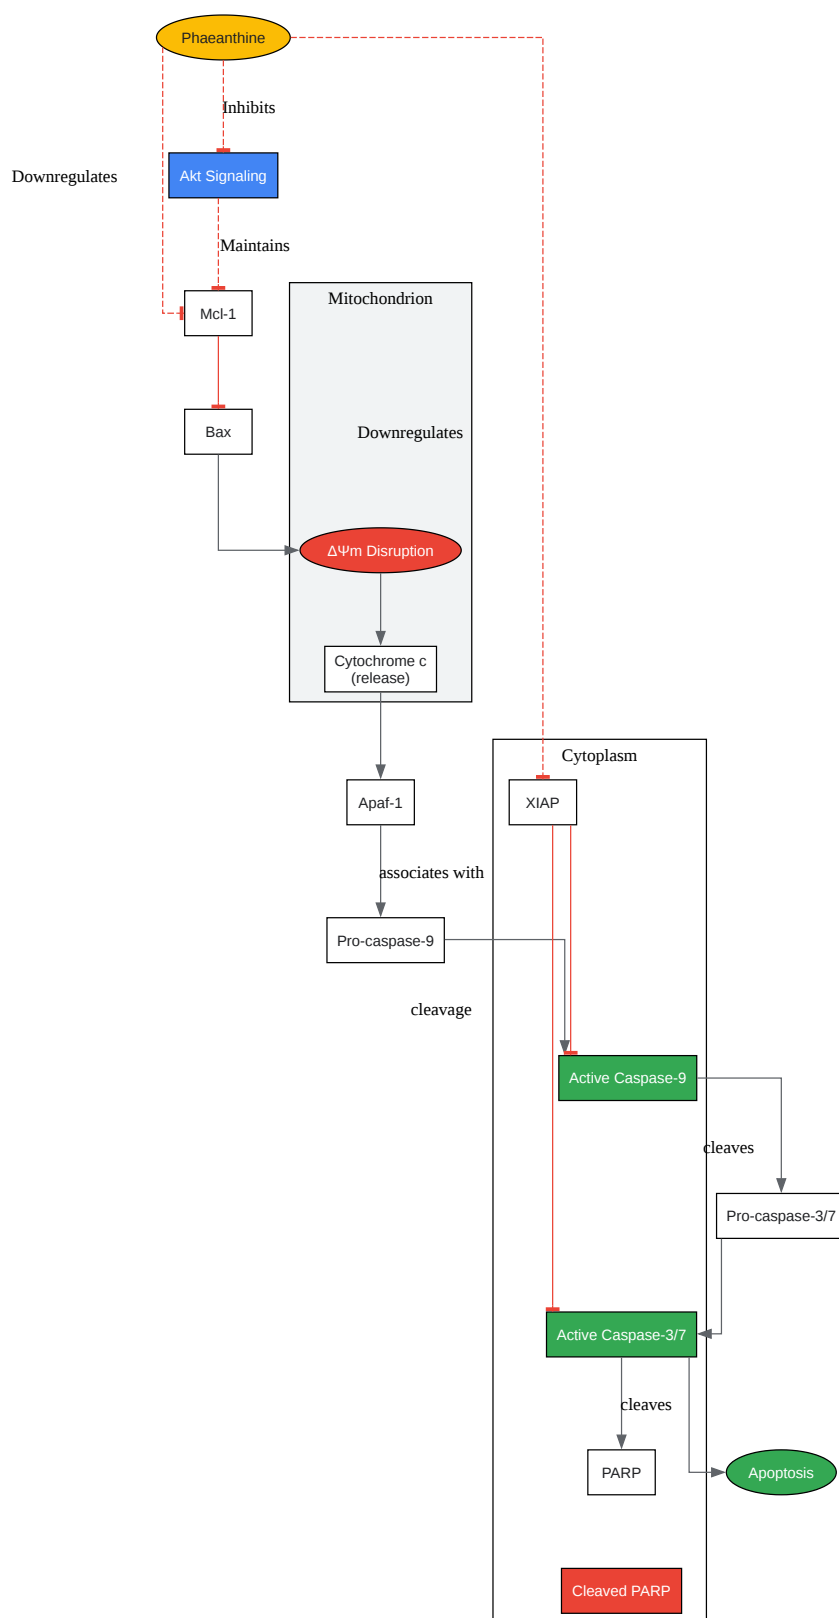 Phaeanthine
Inhibits
Downregulates
Akt Signaling
Maintains
Mitochondrion
Mcl-1
Bax
Downregulates
ΔΨm Disruption
Cytochrome c
(release)
Cytoplasm
Apaf-1
XIAP
associates with
Pro-caspase-9
cleavage
Active Caspase-9
cleaves
Pro-caspase-3/7
Active Caspase-3/7
cleaves
PARP
Apoptosis
Cleaved PARP